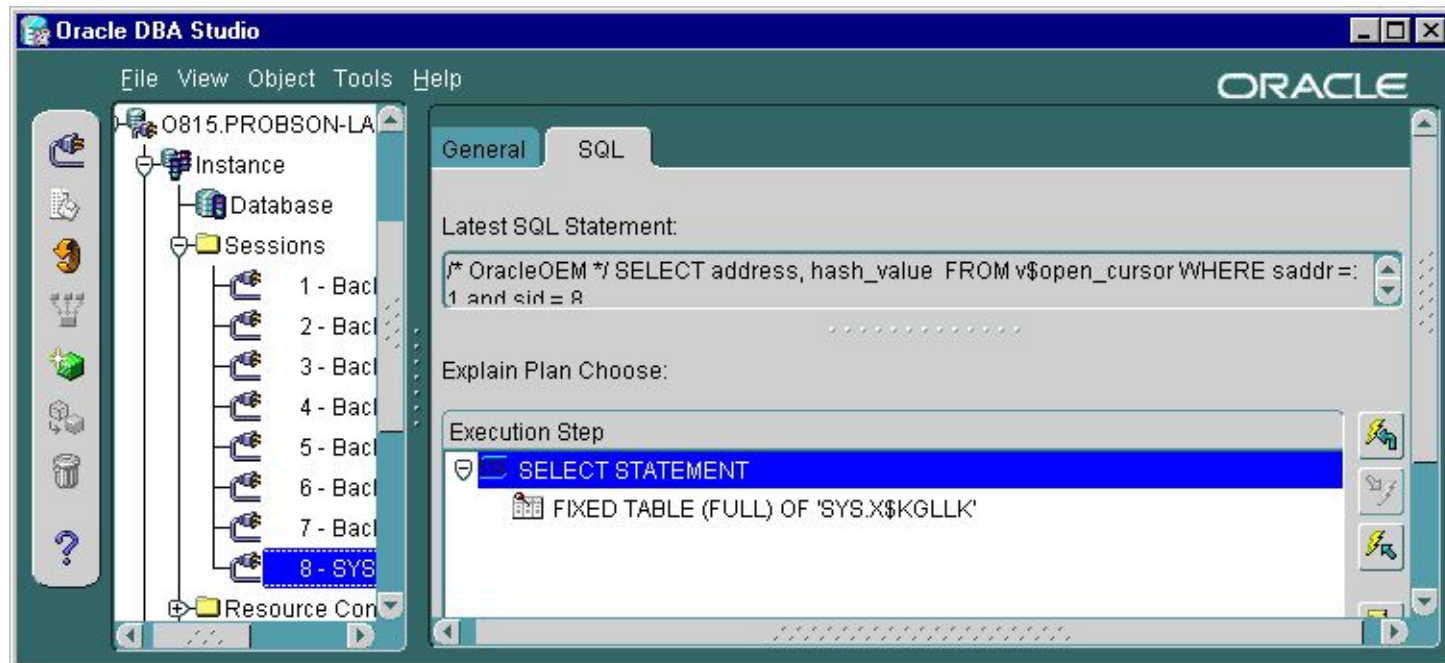 Oracle DBA Studio
File View Object Tools Help
ORACLE
O815.PROBSON-LA
Instance
Database
Sessions
1 - Bacl
2 - Bacl
3 - Bacl
4 - Bacl
5 - Bacl
6 - Bacl
7 - Bacl
8 - SYS
Resource Con
General SQL
Latest SQL Statement:
/* OracleOEM */ SELECT address, hash_value FROM v$open_cursor WHERE saddr =:
1 and sid = 8
Explain Plan Choose:
Execution Step
SELECT STATEMENT
FIXED TABLE (FULL) OF 'SYS.X$KGLLK'
?